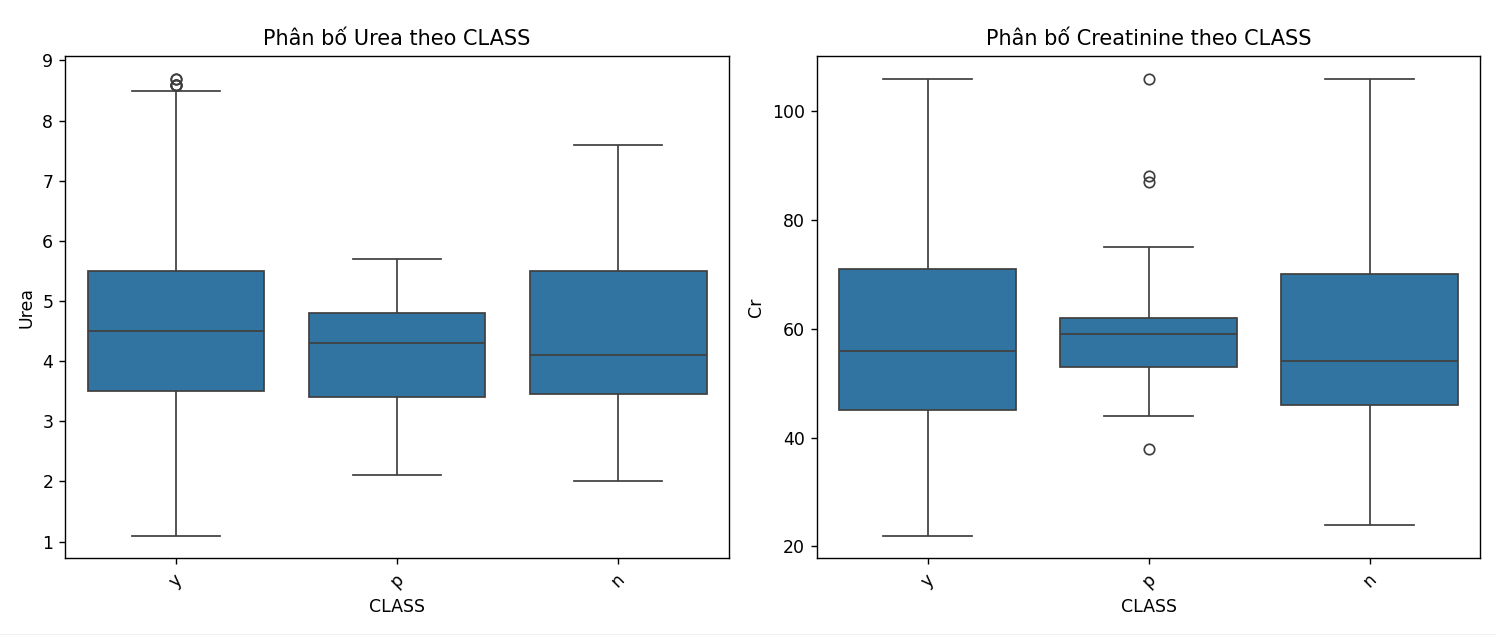 Phân bố Urea theo CLASS
9
8
7
6
5
4
3
2
1
Urea
y
p
n
CLASS
Phân bố Creatinine theo CLASS
100
80
60
40
20
Cr
y
p
n
CLASS